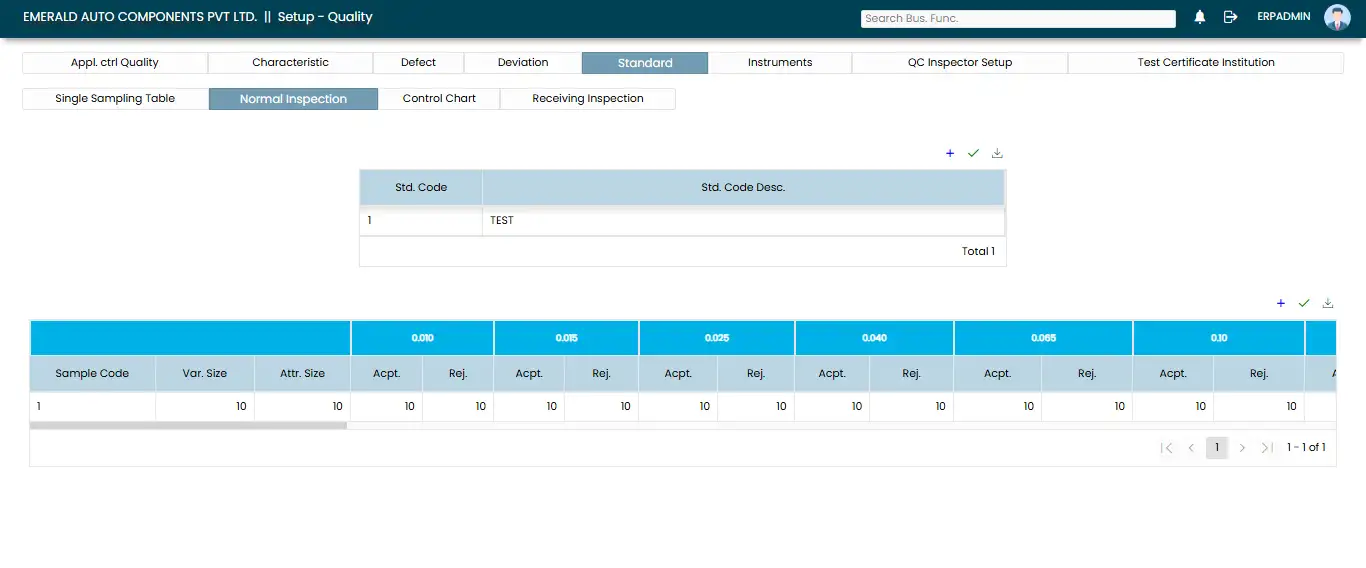 EMERALD AUTO COMPONENTS PVT LTD. || Setup - Quality Search Bus. Func. ERPADMIN
Appl. ctrl Quality Characteristic Defect Deviation Standard Instruments QC Inspector Setup Test Certificate Institution
Single Sampling Table Normal Inspection Control Chart Receiving Inspection
Std. Code Std. Code Desc.
1 TEST
Total 1
0.010 0.015 0.025 0.040 0.065 0.10
Sample Code Var. Size Attr. Size Acpt. Rej. Acpt. Rej. Acpt. Rej. Acpt. Rej. Acpt. Rej. Acpt. Rej.
1 10 10 10 10 10 10 10 10 10 10 10 10 10 10
1 1 - 1 of 1